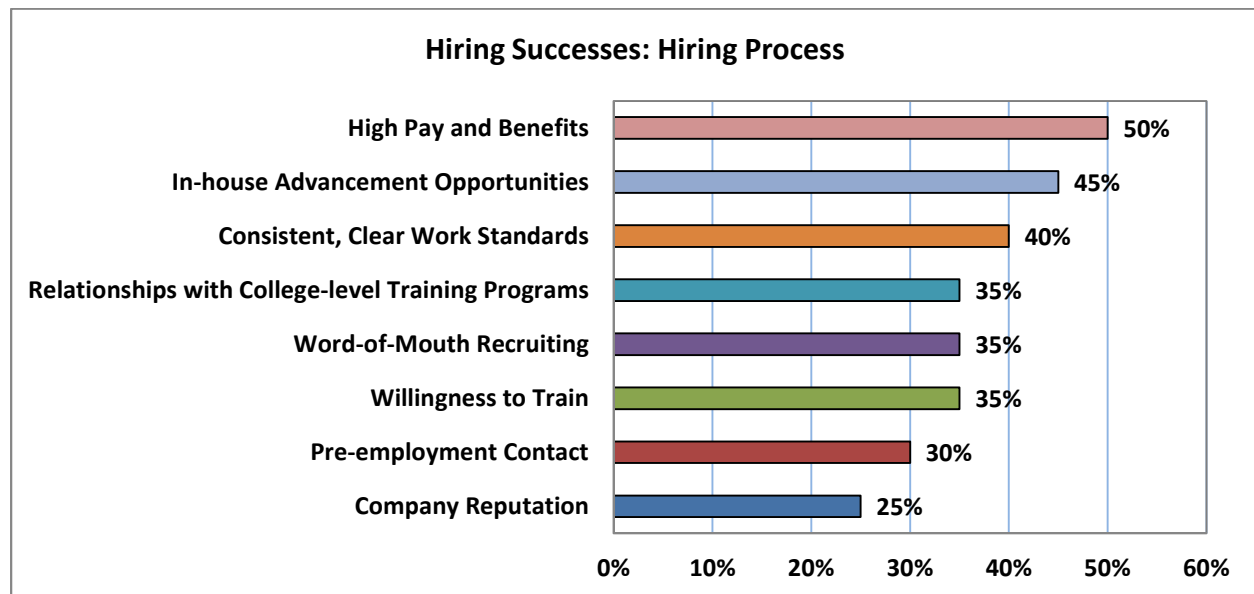 Hiring Successes: Hiring Process
High Pay and Benefits 50%
In-house Advancement Opportunities 45%
Consistent, Clear Work Standards 40%
Relationships with College-level Training Programs 35%
Word-of-Mouth Recruiting 35%
Willingness to Train 35%
Pre-employment Contact 30%
Company Reputation 25%
0% 10% 20% 30% 40% 50% 60%